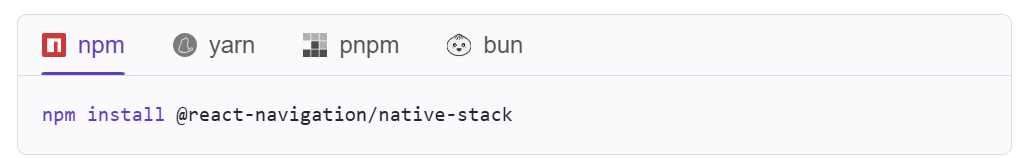 npm yarn pnpm bun
npm install @react-navigation/native-stack